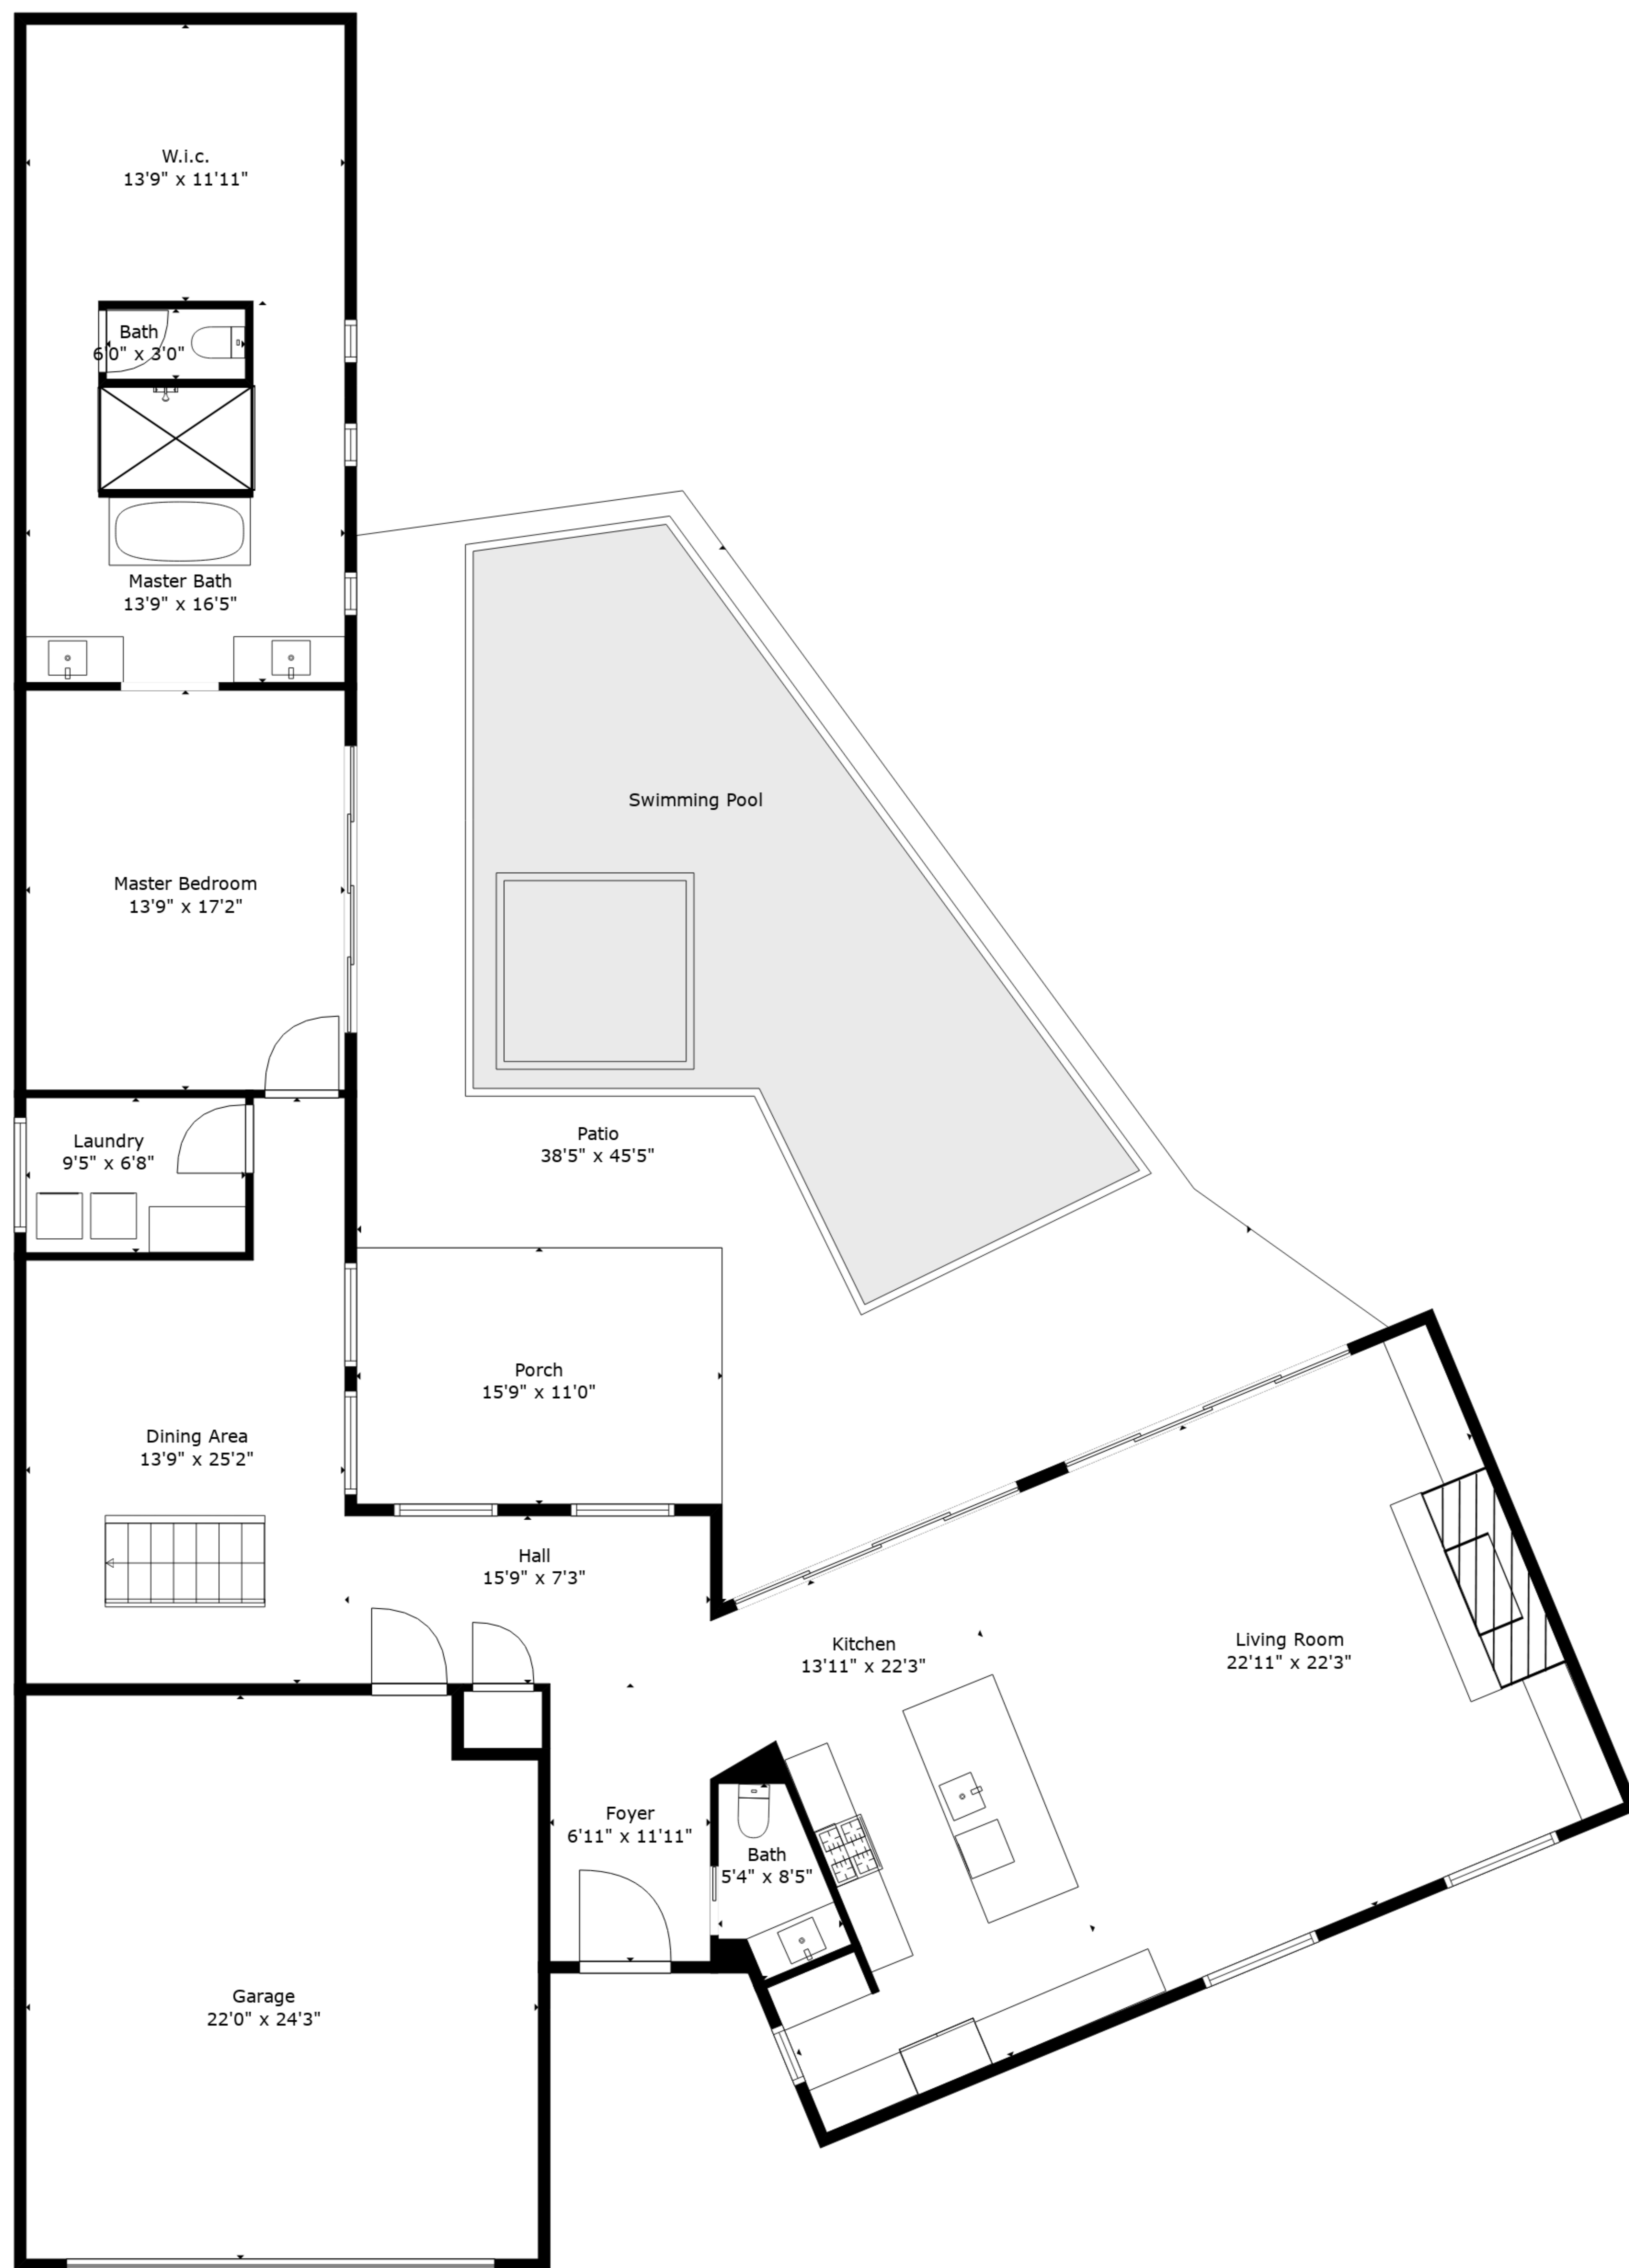 W.i.c.
13'9" x 11'11"
Bath
6'0" x 3'0"
Master Bath
13'9" x 16'5"
Swimming Pool
Master Bedroom
13'9" x 17'2"
Patio
38'5" x 45'5"
Laundry
9'5" x 6'8"
Porch
15'9" x 11'0"
Dining Area
13'9" x 25'2"
Hall
15'9" x 7'3"
Kitchen
13'11" x 22'3"
Living Room
22'11" x 22'3"
Foyer
6'11" x 11'11"
Bath
5'4" x 8'5"
Garage
22'0" x 24'3"